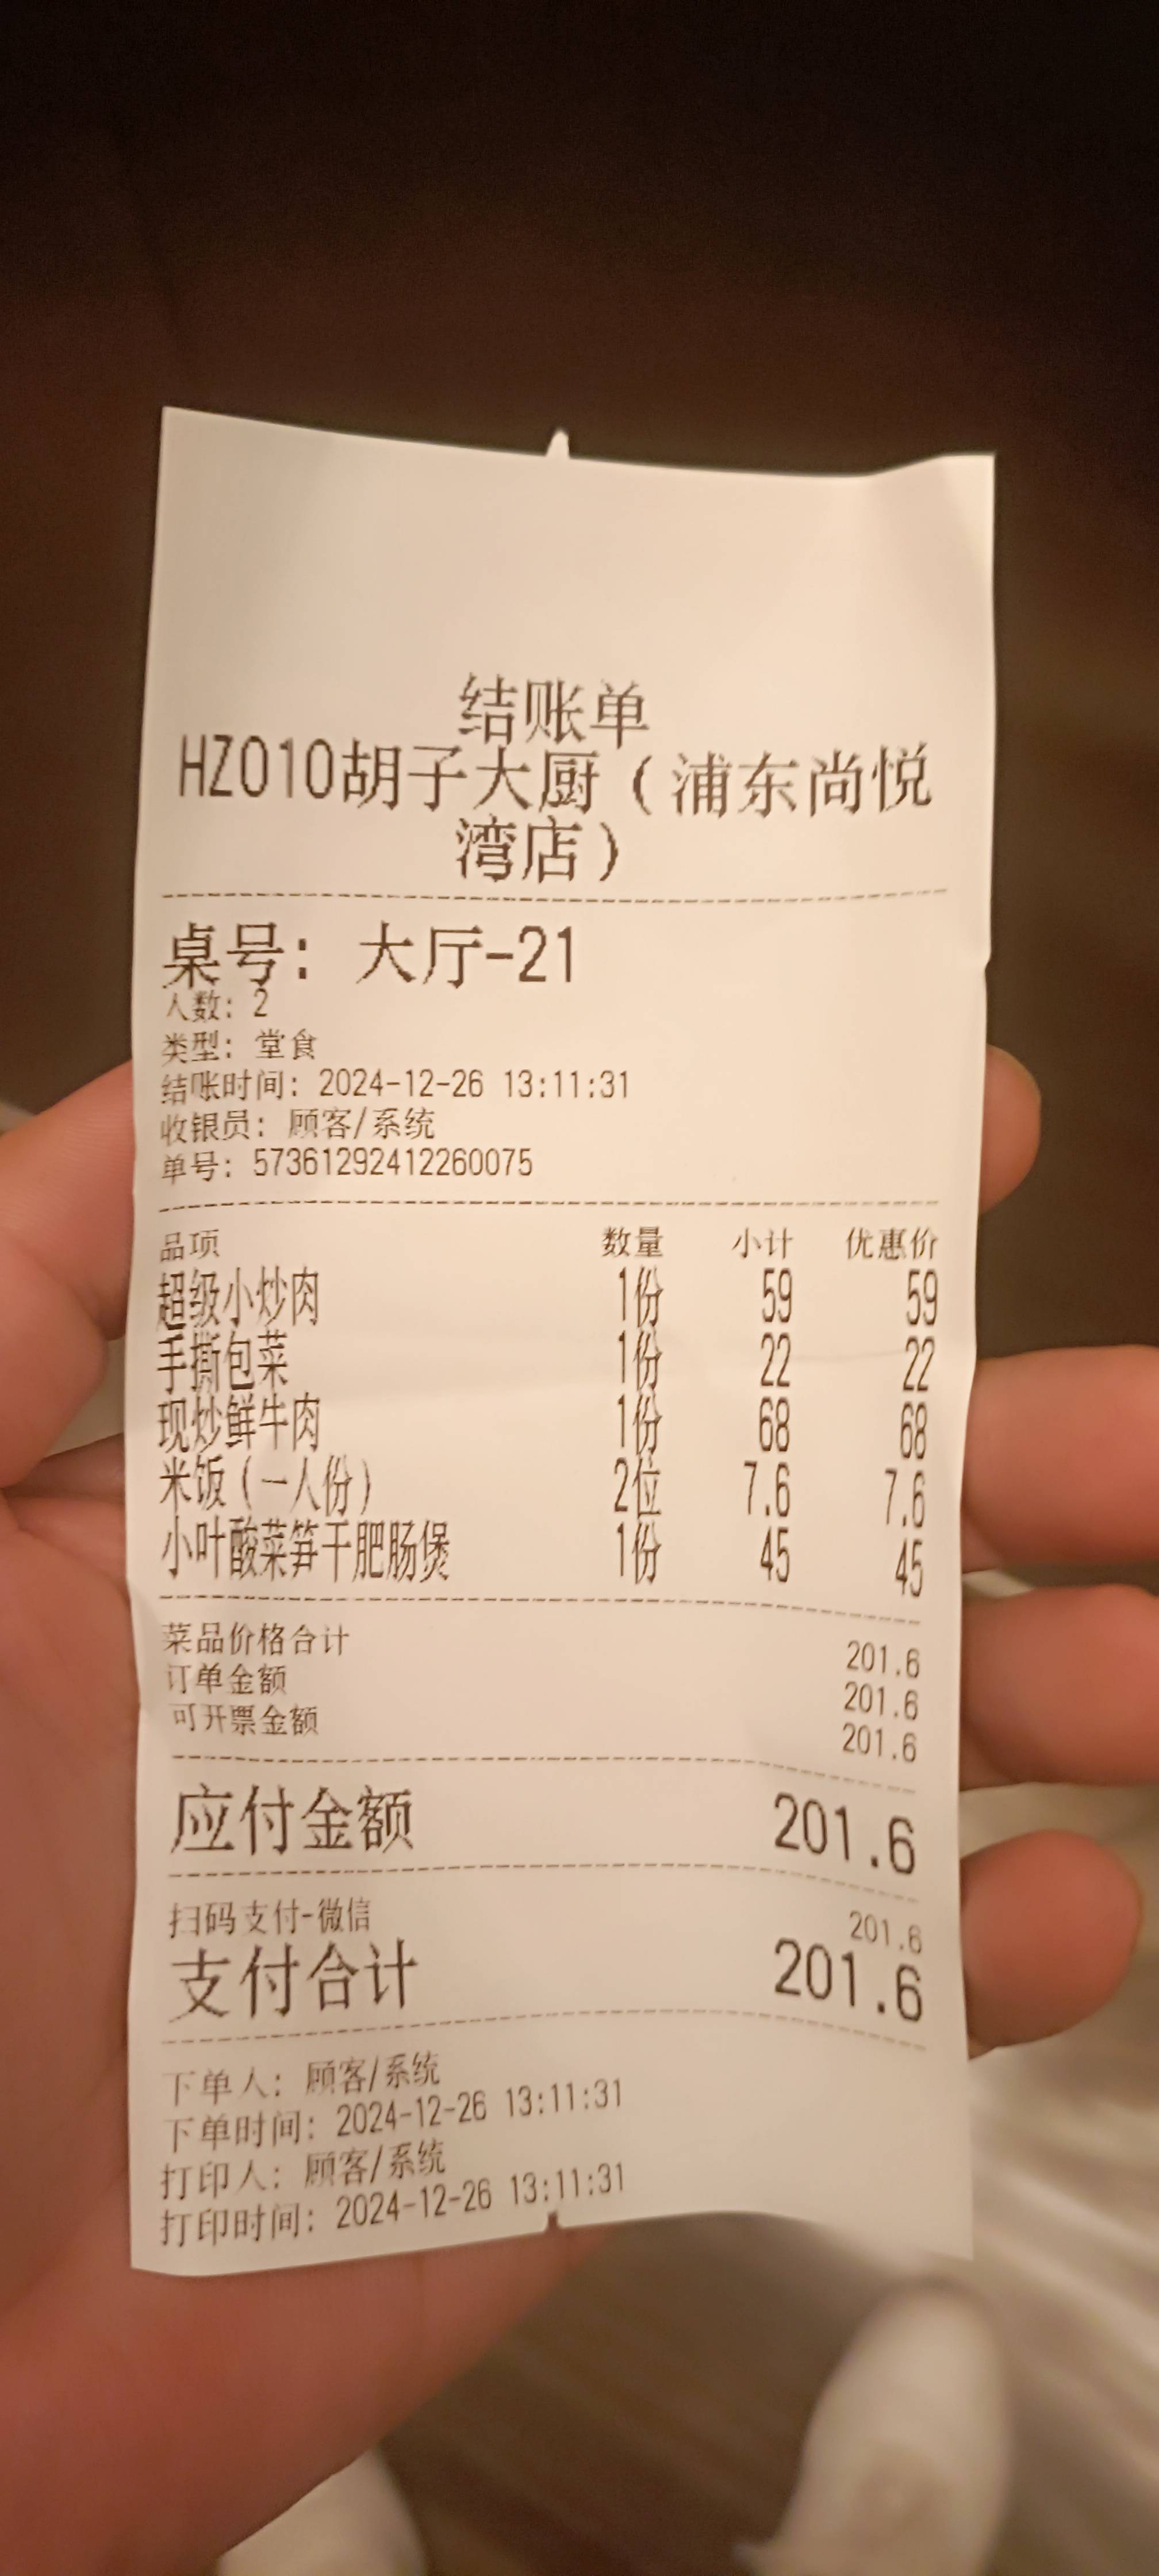 结账单
HZ010胡子大厨（浦东尚悦
湾店）
桌号：大厅-21
人数：2
类型：堂食
结账时间：2024-12-26 13:11:31
收银员：顾客/系统
单号：57361292412260075
品项 数量 小计 优惠价
超级小炒肉 1份 59 59
手撕包菜 1份 22 22
现炒鲜牛肉 1份 68 68
米饭（一人份） 2位 7.6 7.6
小叶酸菜笋干肥肠煲 1份 45 45
菜品价格合计 201.6
订单金额 201.6
可开票金额 201.6
应付金额 201.6
扫码支付-微信 201.6
支付合计 201.6
下单人：顾客/系统
下单时间：2024-12-26 13:11:31
打印人：顾客/系统
打印时间：2024-12-26 13:11:31